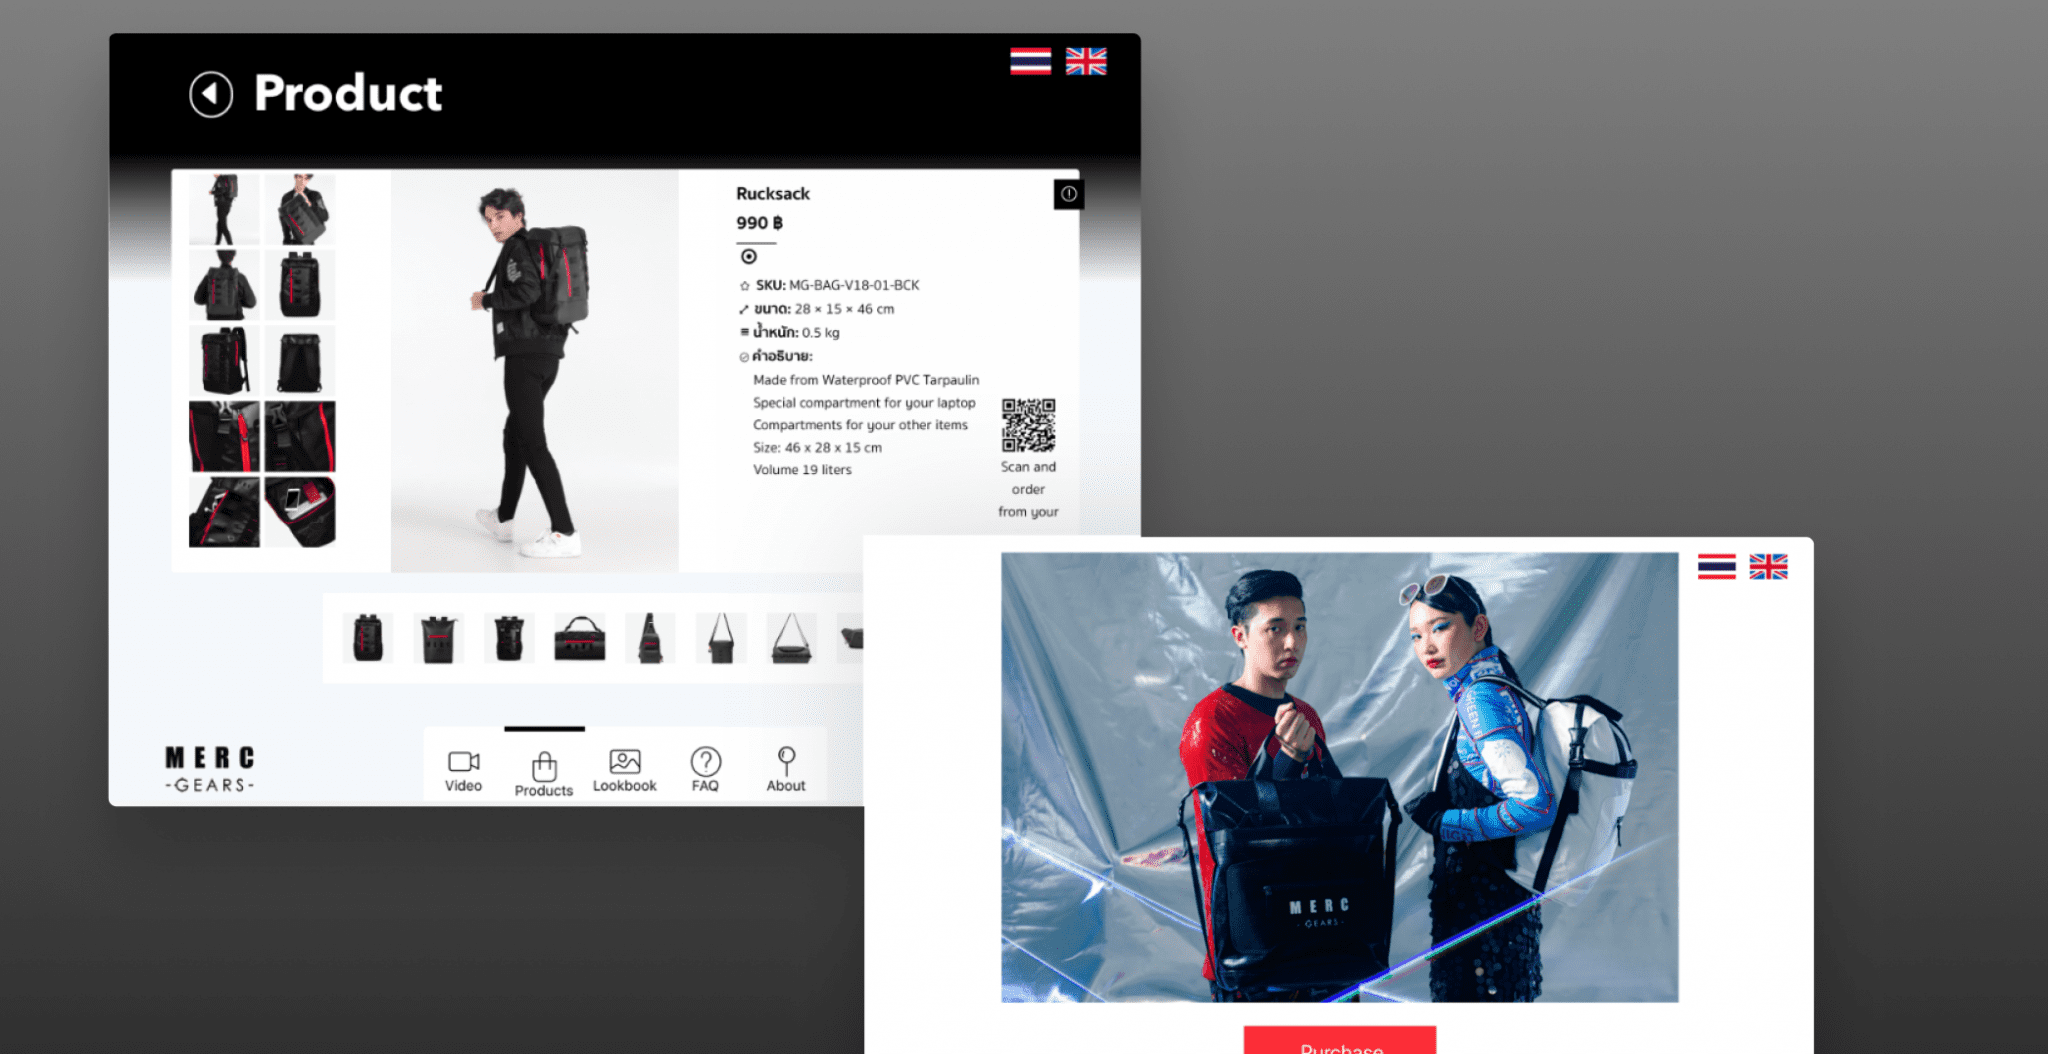 Product
Rucksack
990 ฿
SKU: MG-BAG-V18-01-BCK
ขนาด: 28 × 15 × 46 cm
น้ำหนัก: 0.5 kg
คำอธิบาย:
Made from Waterproof PVC Tarpaulin
Special compartment for your laptop
Compartments for your other items
Size: 46 x 28 x 15 cm
Volume 19 liters
Scan and
order
from your
MERC
-GEARS-
Video
Products
Lookbook
FAQ
About
MERC
-GEARS-
Purchase